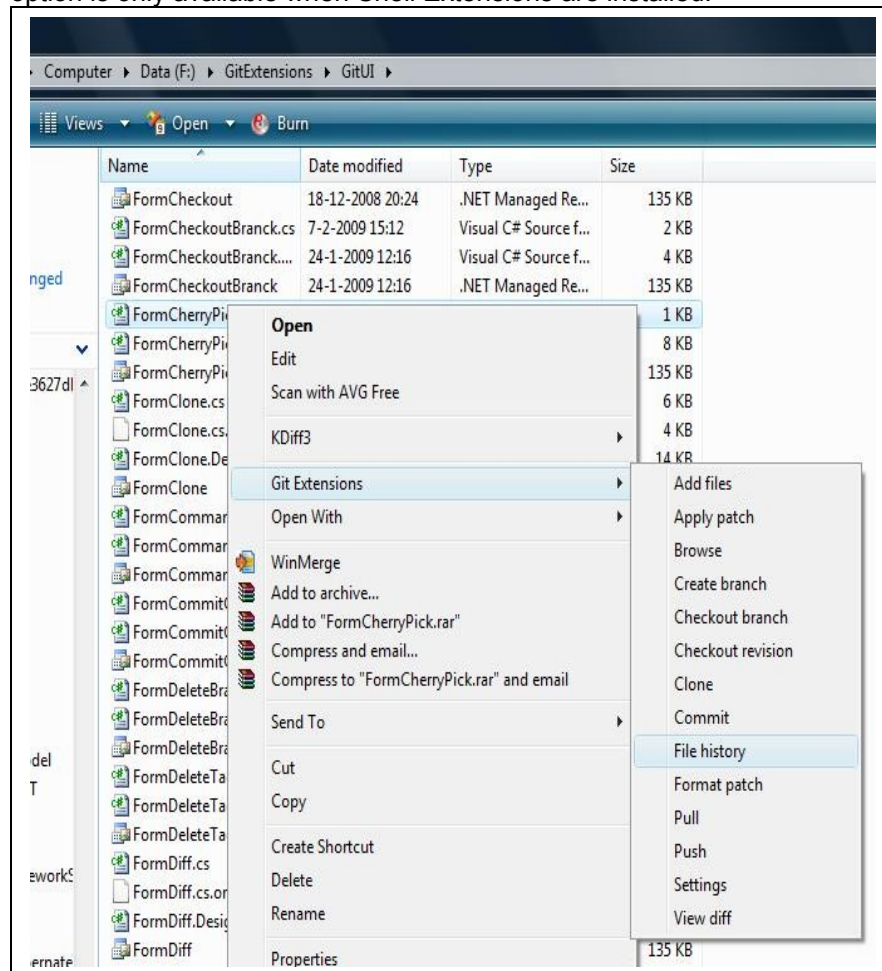 option is only available when Shell Extensions are installed.
Computer ▸ Data (F:) ▸ GitExtensions ▸ GitUI ▸
Views Open Burn
Name Date modified Type Size
FormCheckout 18-12-2008 20:24 .NET Managed Re... 135 KB
FormCheckoutBranck.cs 7-2-2009 15:12 Visual C# Source f... 2 KB
FormCheckoutBranck.... 24-1-2009 12:16 Visual C# Source f... 4 KB
nged
FormCheckoutBranck 24-1-2009 12:16 .NET Managed Re... 135 KB
FormCherryPi 1 KB
FormCherryPi 8 KB
FormCherryPi 135 KB
3627dl
FormClone.cs 6 KB
FormClone.cs. 4 KB
FormClone.De 14 KB
FormClone
FormCommar
FormCommar
FormCommar
FormCommit
FormCommit
FormCommit
FormDeleteBra
FormDeleteBra
FormDeleteBra
del
FormDeleteTa
T
FormDeleteTa
FormDeleteTa
FormDiff.cs
eworkS
FormDiff.cs.or
FormDiff.Desig
FormDiff 135 KB
ernate
Open
Edit
Scan with AVG Free
KDiff3
Git Extensions
Open With
WinMerge
Add to archive...
Add to "FormCherryPick.rar"
Compress and email...
Compress to "FormCherryPick.rar" and email
Send To
Cut
Copy
Create Shortcut
Delete
Rename
Properties
Add files
Apply patch
Browse
Create branch
Checkout branch
Checkout revision
Clone
Commit
File history
Format patch
Pull
Push
Settings
View diff